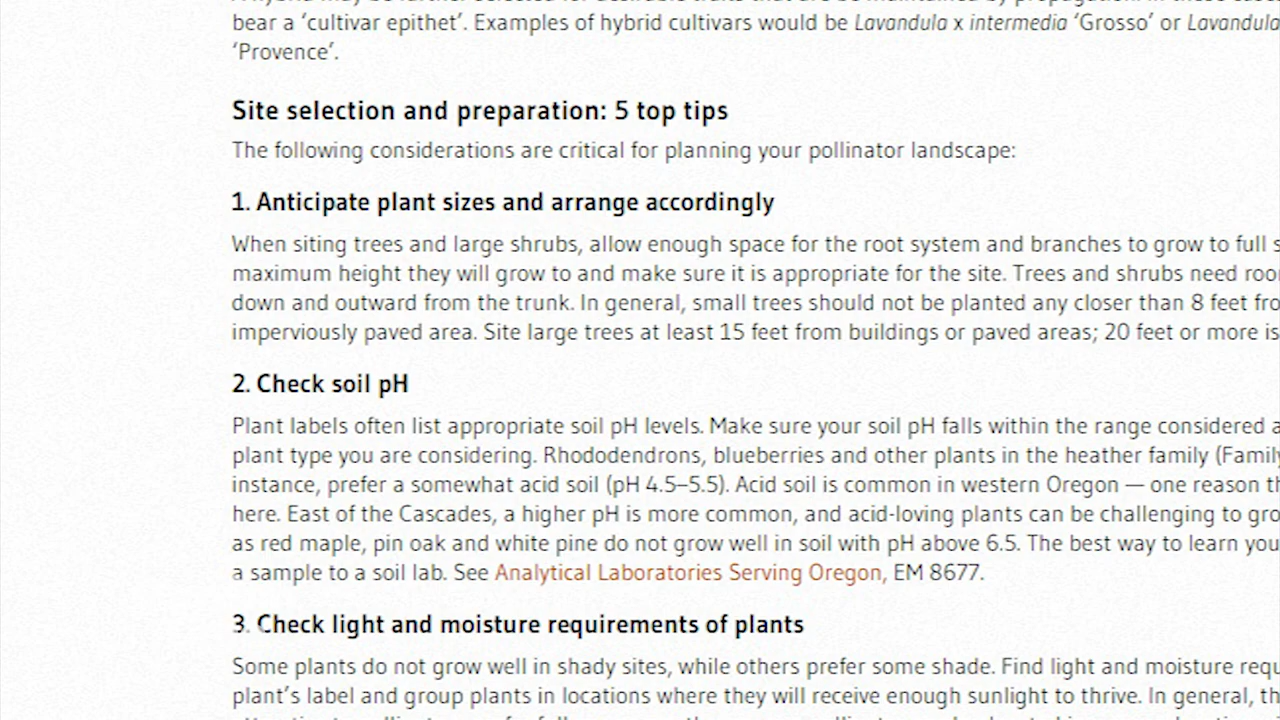 bear a ‘cultivar epithet’. Examples of hybrid cultivars would be Lavandula x intermedia ‘Grosso’ or Lavandula
‘Provence’.
Site selection and preparation: 5 top tips
The following considerations are critical for planning your pollinator landscape:
1. Anticipate plant sizes and arrange accordingly
When siting trees and large shrubs, allow enough space for the root system and branches to grow to full s
maximum height they will grow to and make sure it is appropriate for the site. Trees and shrubs need roo
down and outward from the trunk. In general, small trees should not be planted any closer than 8 feet fro
imperviously paved area. Site large trees at least 15 feet from buildings or paved areas; 20 feet or more is
2. Check soil pH
Plant labels often list appropriate soil pH levels. Make sure your soil pH falls within the range considered a
plant type you are considering. Rhododendrons, blueberries and other plants in the heather family (Family
instance, prefer a somewhat acid soil (pH 4.5–5.5). Acid soil is common in western Oregon — one reason th
here. East of the Cascades, a higher pH is more common, and acid-loving plants can be challenging to gro
as red maple, pin oak and white pine do not grow well in soil with pH above 6.5. The best way to learn you
a sample to a soil lab. See Analytical Laboratories Serving Oregon, EM 8677.
3. Check light and moisture requirements of plants
Some plants do not grow well in shady sites, while others prefer some shade. Find light and moisture requ
plant’s label and group plants in locations where they will receive enough sunlight to thrive. In general, th